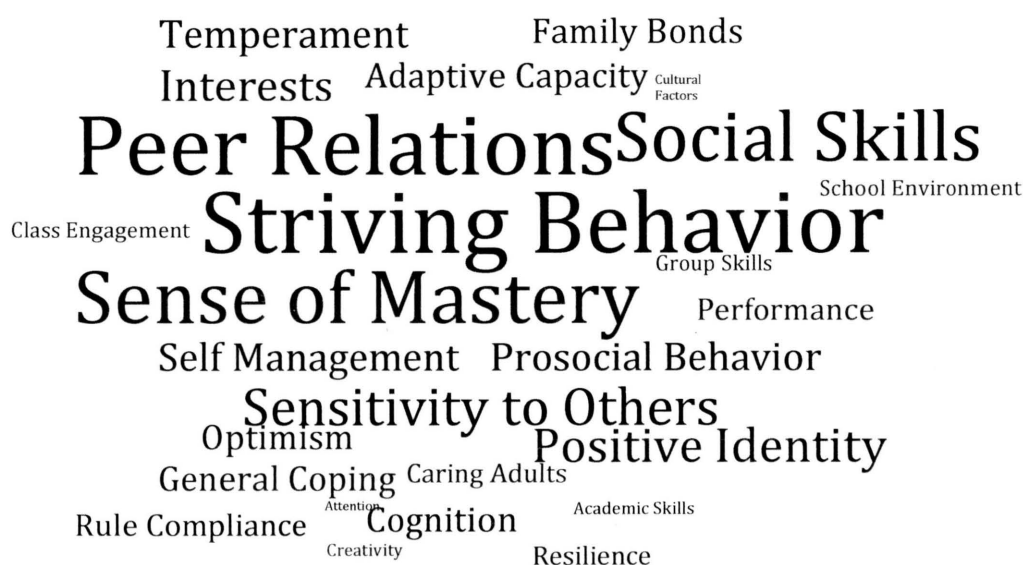 Temperament
Family Bonds
Interests
Adaptive Capacity
Cultural
Factors
Peer Relations
Social Skills
School Environment
Class Engagement
Striving Behavior
Group Skills
Sense of Mastery
Performance
Self Management
Prosocial Behavior
Sensitivity to Others
Optimism
Positive Identity
General Coping
Caring Adults
Attention
Rule Compliance
Cognition
Academic Skills
Creativity
Resilience